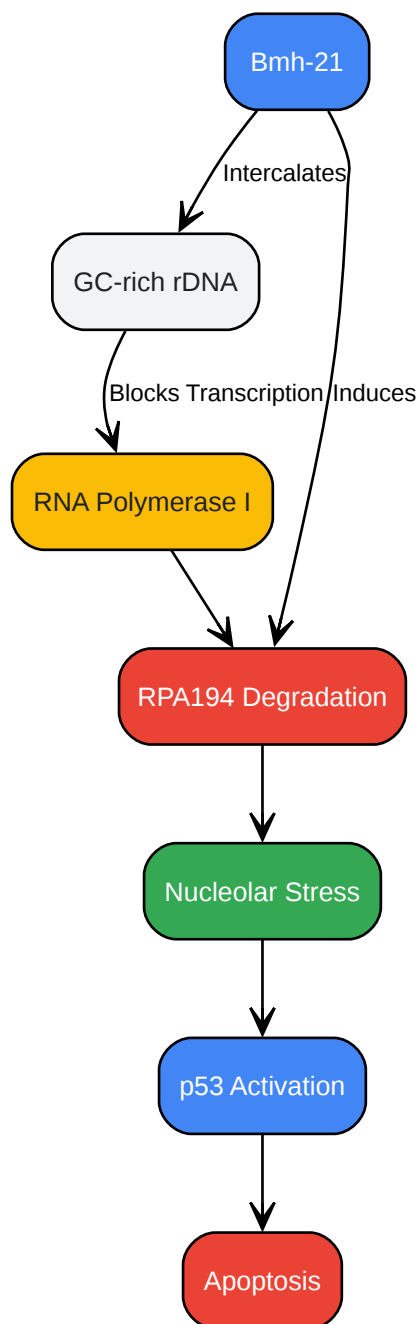 Bmh-21
Intercalates
GC-rich rDNA
Blocks Transcription
Induces
RNA Polymerase I
RPA194 Degradation
Nucleolar Stress
p53 Activation
Apoptosis